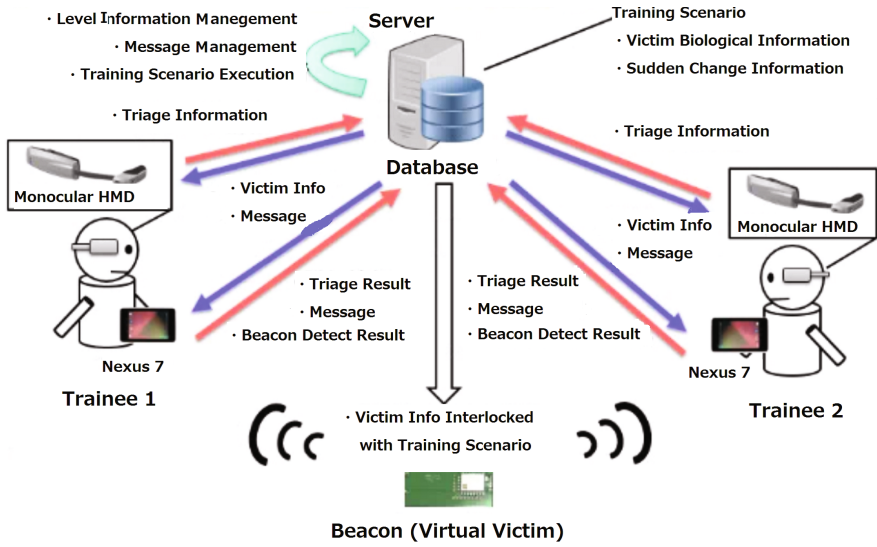 ・Level Information Manegement
・Message Management
・Training Scenario Execution
Server
Training Scenario
・Victim Biological Information
・Sudden Change Information
・Triage Information
・Triage Information
Database
Monocular HMD
Monocular HMD
・Victim Info
・Message
・Victim Info
・Message
・Triage Result
・Message
・Beacon Detect Result
・Triage Result
・Message
・Beacon Detect Result
Nexus 7
Nexus 7
Trainee 1
Trainee 2
・Victim Info Interlocked
with Training Scenario
Beacon (Virtual Victim)